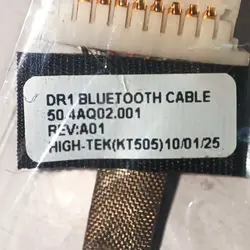 DR1 BLUETOOTH CABLE
50.4AQ02.001
REV:A01
HIGH-TEK(KT505)10/01/25